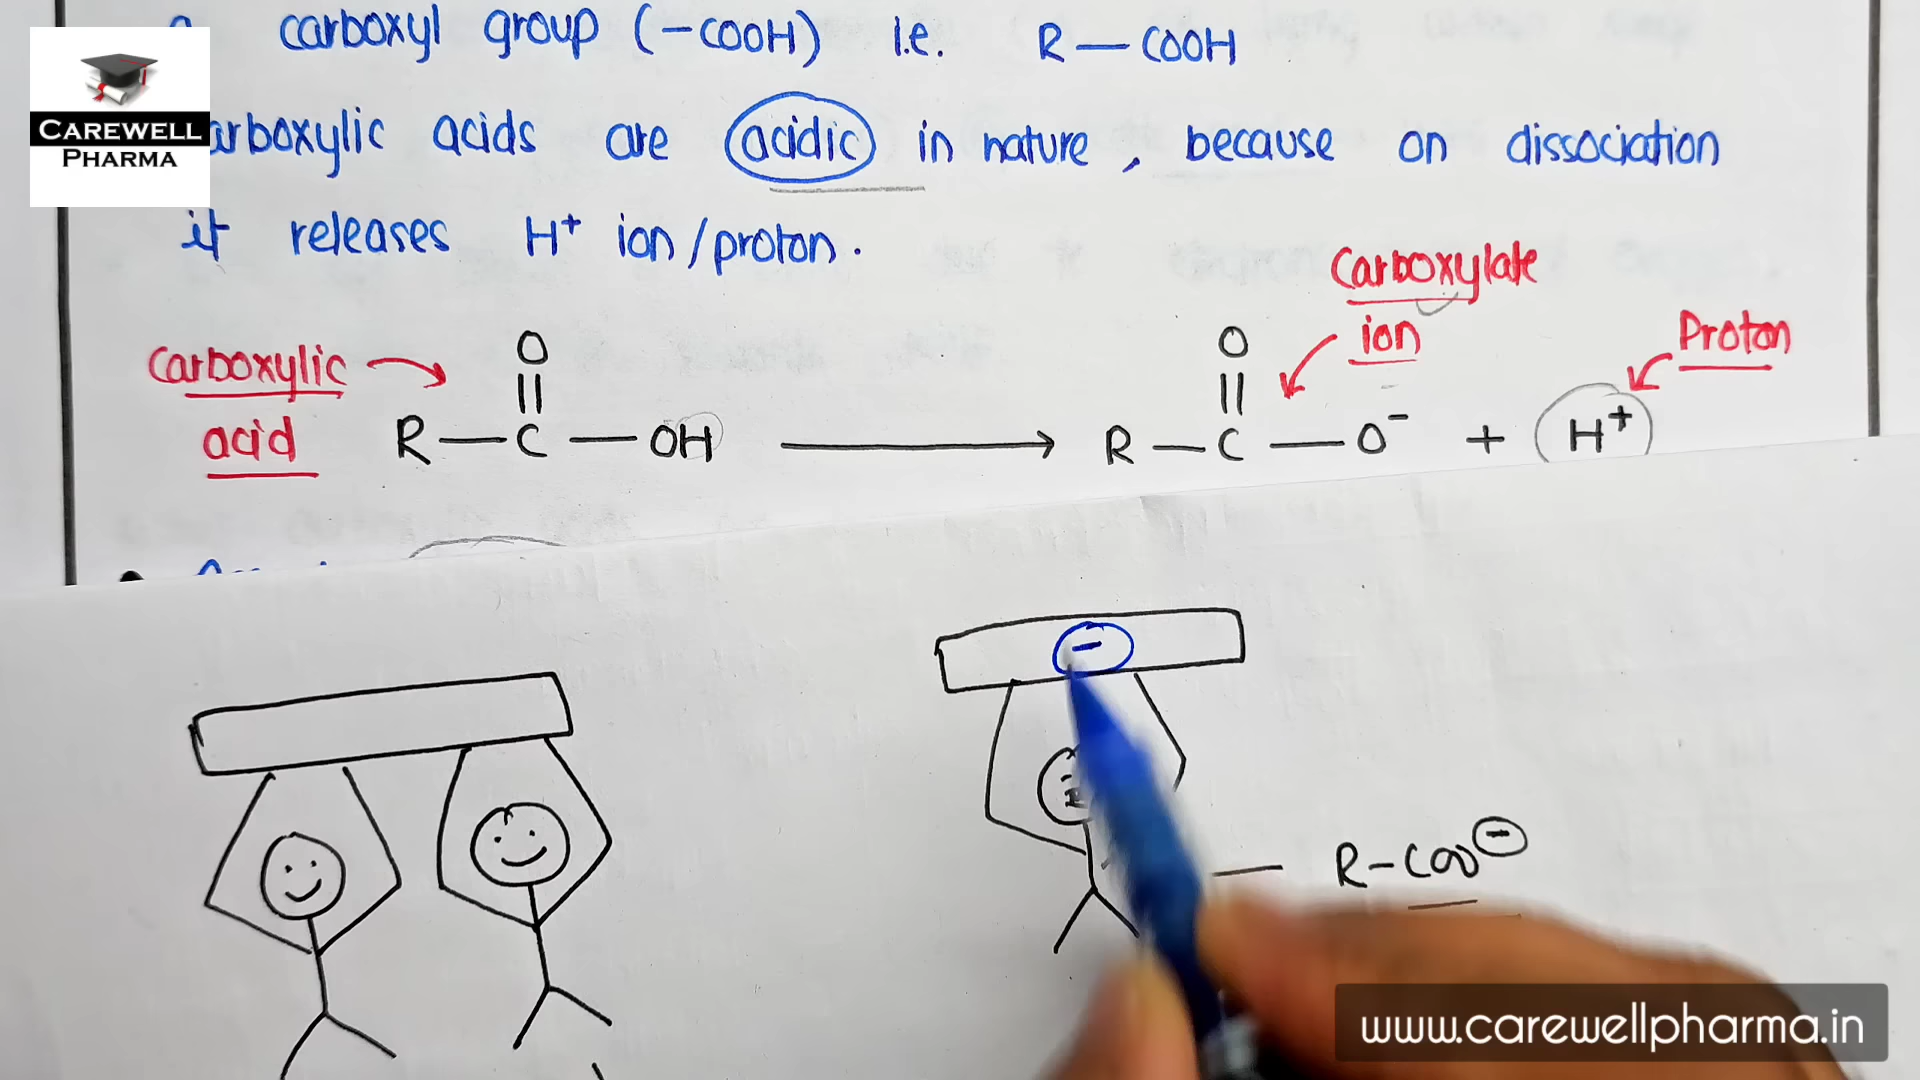 carboxyl group (-COOH) i.e. R — COOH
CAREWELL
PHARMA
arboxylic acids are acidic in nature, because on dissociation
it releases H⁺ ion/proton.
Carboxylate
ion
Proton
Carboxylic
acid
O
||
R — C — OH ⟶
O
||
R — C — O⁻ + H⁺
−
R-COO⁻
www.carewellpharma.in